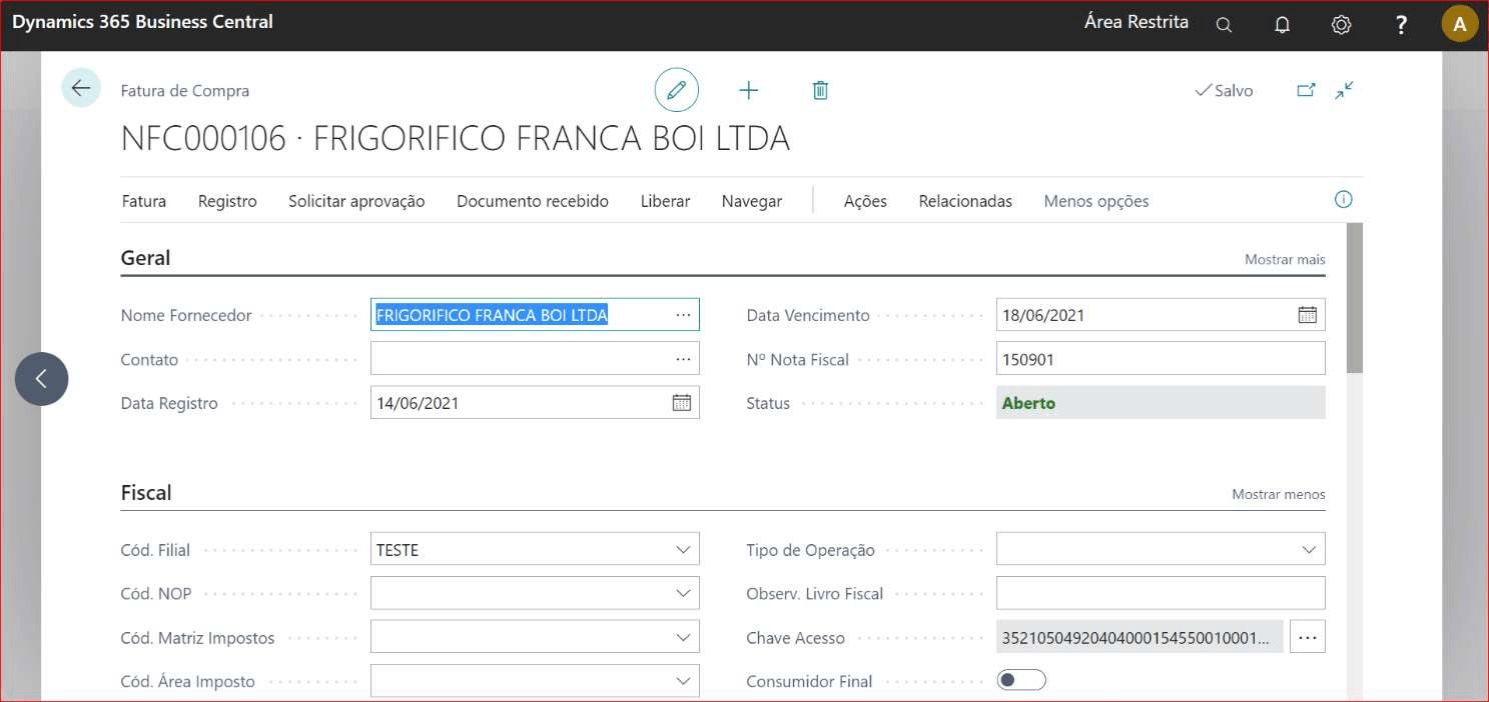 Dynamics 365 Business Central
Área Restrita
?
A
Fatura de Compra
Salvo
NFC000106 · FRIGORIFICO FRANCA BOI LTDA
Fatura Registro Solicitar aprovação Documento recebido Liberar Navegar Ações Relacionadas Menos opções
Geral
Mostrar mais
Nome Fornecedor FRIGORIFICO FRANCA BOI LTDA ...
Data Vencimento 18/06/2021
Contato ...
Nº Nota Fiscal 150901
Data Registro 14/06/2021
Status Aberto
Fiscal
Mostrar menos
Cód. Filial TESTE
Tipo de Operação
Cód. NOP
Observ. Livro Fiscal
Cód. Matriz Impostos
Chave Acesso 35210504920404000154550010001... ...
Cód. Área Imposto
Consumidor Final